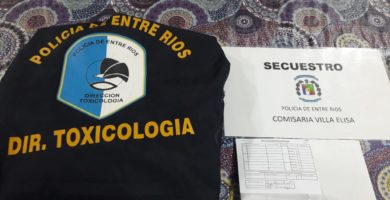 POLICIA DE ENTRE RIOS
POLICIA DE ENTRE RIOS
DIRECCION
TOXICOLOGIA
DIR. TOXICOLOGIA
SECUESTRO
POLICIA DE ENTRE RIOS
COMISARIA VILLA ELISA